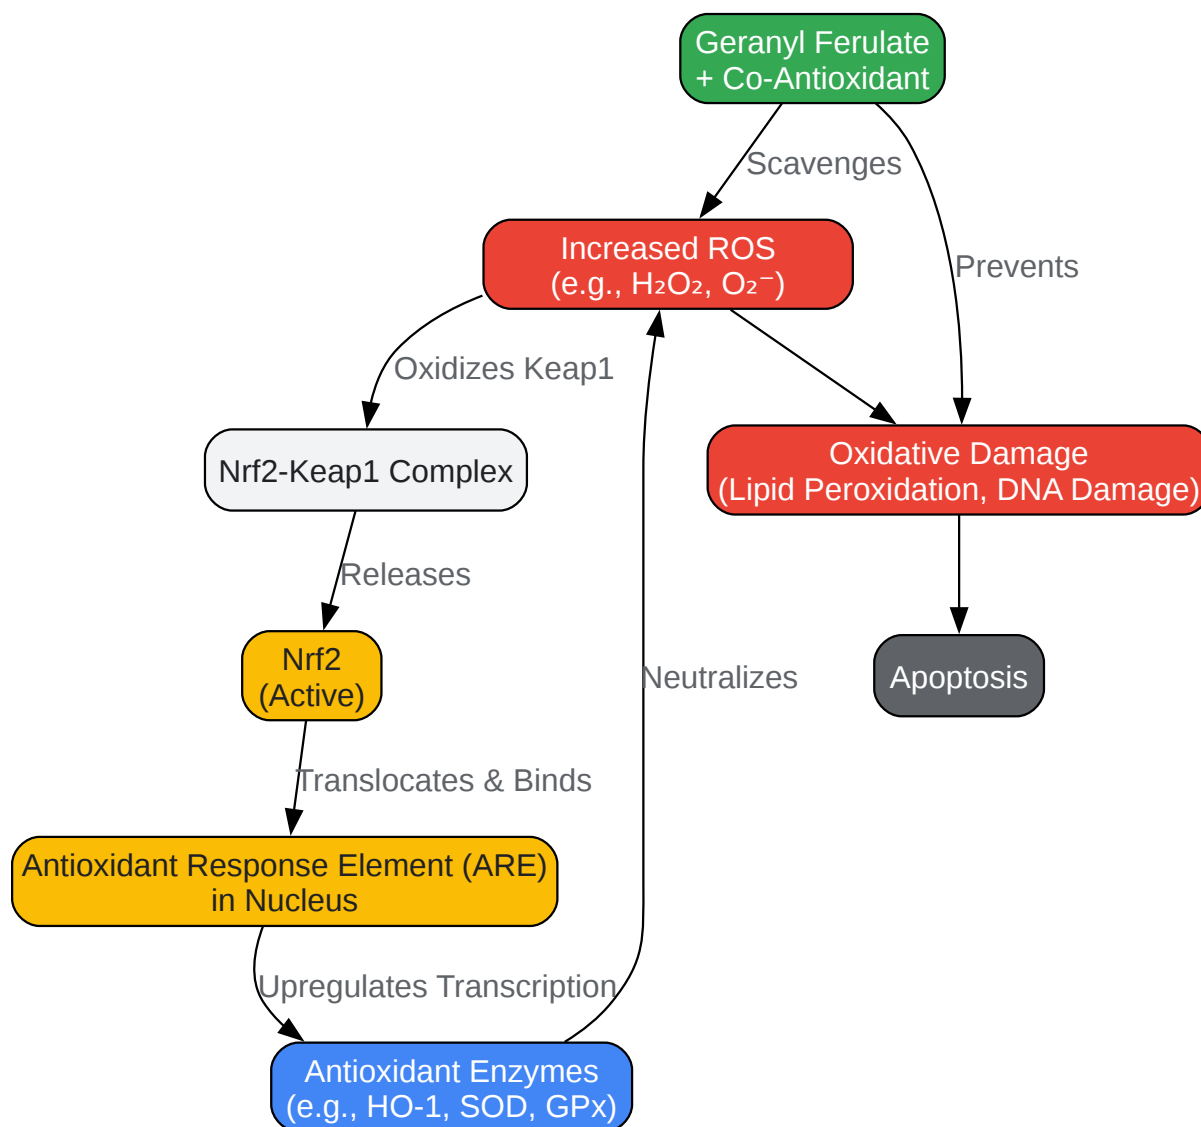 Geranyl Ferulate
+ Co-Antioxidant
Scavenges
Increased ROS
(e.g., H₂O₂, O₂⁻)
Prevents
Oxidizes Keap1
Nrf2-Keap1 Complex
Oxidative Damage
(Lipid Peroxidation, DNA Damage)
Releases
Nrf2
(Active)
Neutralizes
Apoptosis
Translocates & Binds
Antioxidant Response Element (ARE)
in Nucleus
Upregulates Transcription
Antioxidant Enzymes
(e.g., HO-1, SOD, GPx)